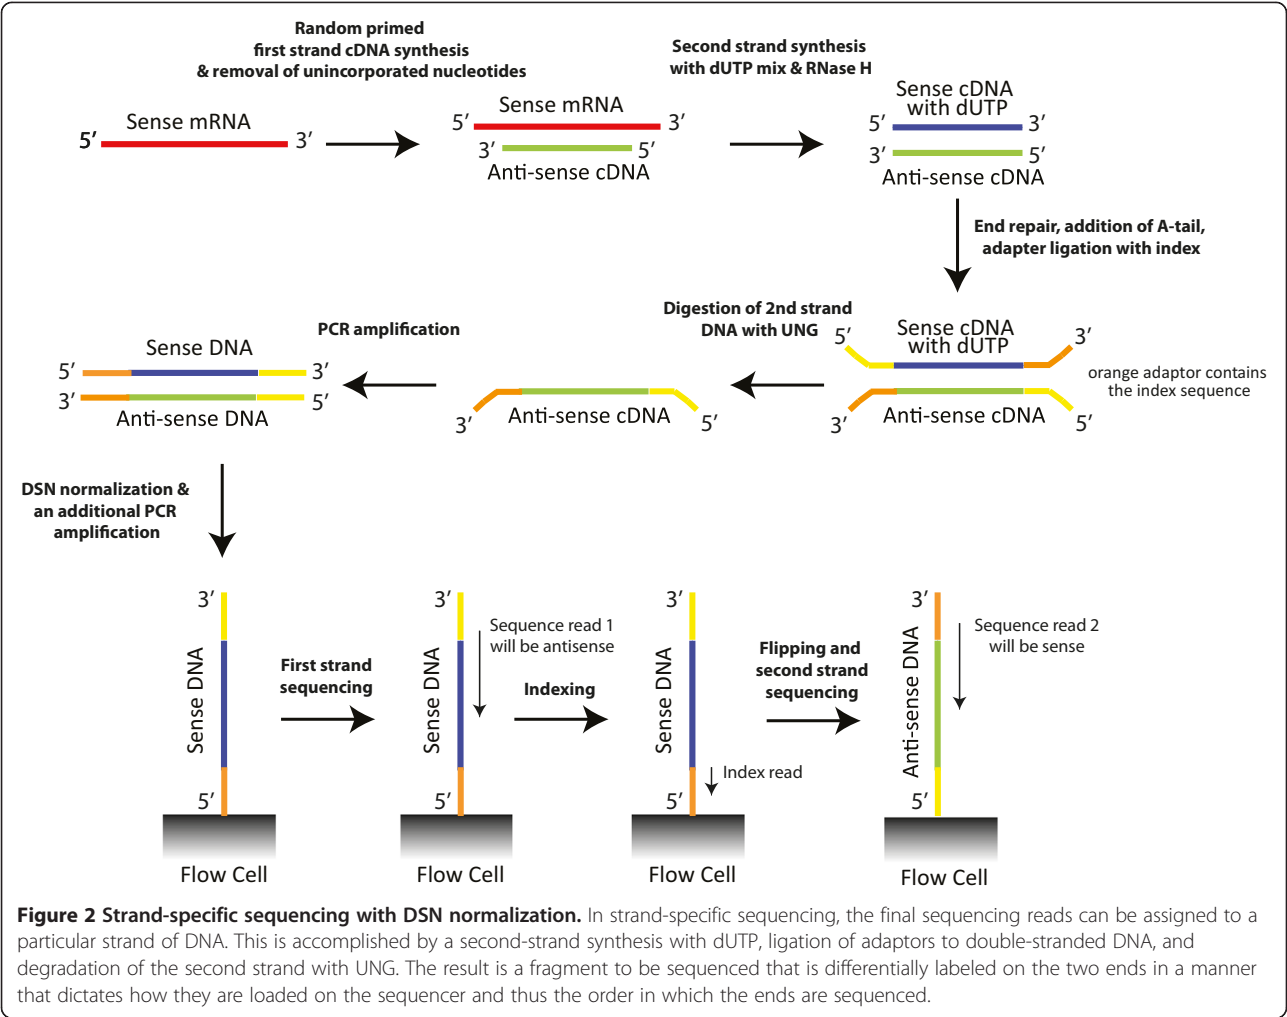 Random primed
first strand cDNA synthesis
& removal of unincorporated nucleotides
Second strand synthesis
with dUTP mix & RNase H
Sense mRNA
5′ 3′
Sense mRNA
5′ 3′
3′ 5′
Anti-sense cDNA
Sense cDNA
with dUTP
5′ 3′
3′ 5′
Anti-sense cDNA
End repair, addition of A-tail,
adapter ligation with index
Sense cDNA
with dUTP
5′ 3′
3′ 5′
Anti-sense cDNA
orange adaptor contains
the index sequence
Digestion of 2nd strand
DNA with UNG
3′ Anti-sense cDNA 5′
PCR amplification
Sense DNA
5′ 3′
3′ 5′
Anti-sense DNA
DSN normalization &
an additional PCR
amplification
3′
Sense DNA
5′
Flow Cell
First strand
sequencing
3′
Sense DNA
5′
Sequence read 1
will be antisense
Flow Cell
Indexing
3′
Sense DNA
5′
Index read
Flow Cell
Flipping and
second strand
sequencing
3′
Anti-sense DNA
5′
Sequence read 2
will be sense
Flow Cell
Figure 2 Strand-specific sequencing with DSN normalization. In strand-specific sequencing, the final sequencing reads can be assigned to a
particular strand of DNA. This is accomplished by a second-strand synthesis with dUTP, ligation of adaptors to double-stranded DNA, and
degradation of the second strand with UNG. The result is a fragment to be sequenced that is differentially labeled on the two ends in a manner
that dictates how they are loaded on the sequencer and thus the order in which the ends are sequenced.